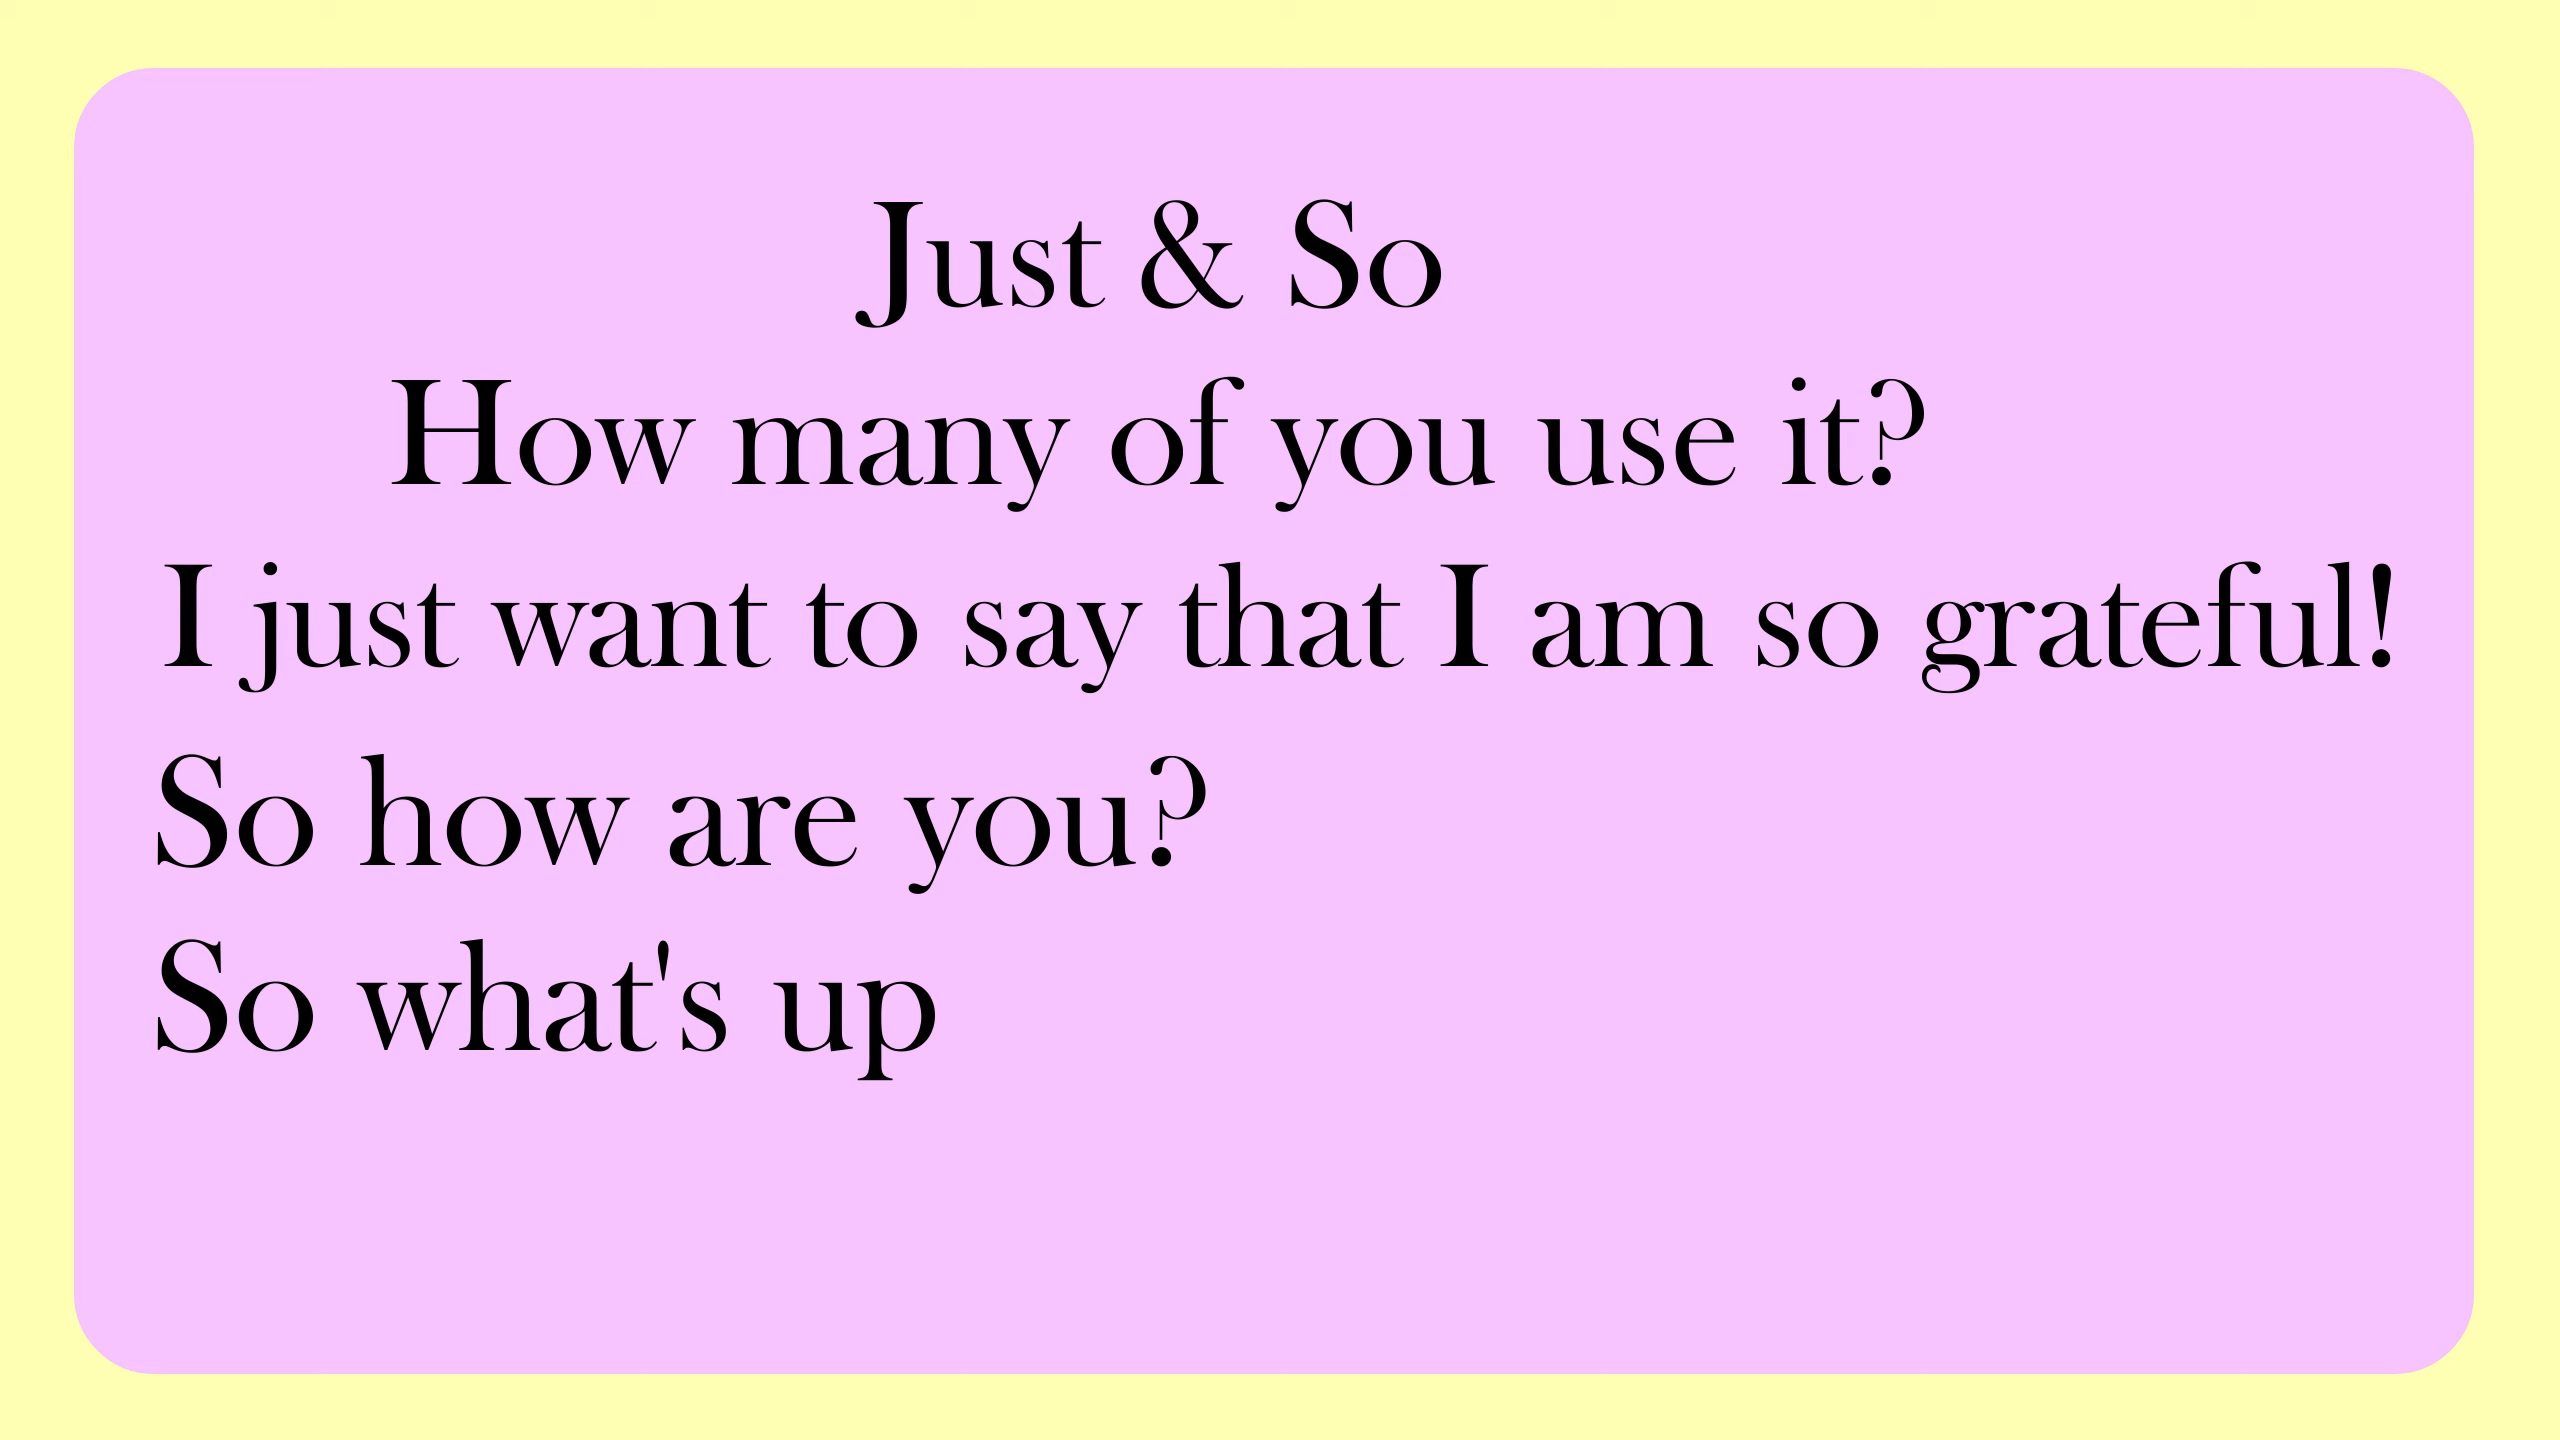 Just & So
How many of you use it?
I just want to say that I am so grateful!
So how are you?
So what's up